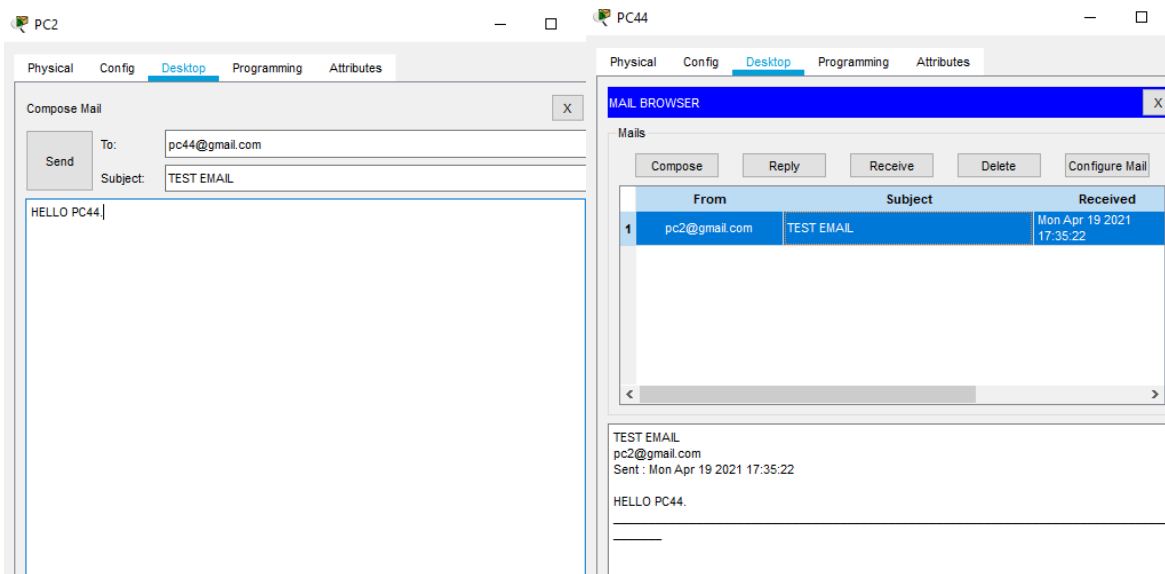 PC2
Physical Config Desktop Programming Attributes
Compose Mail X
Send
To: pc44@gmail.com
Subject: TEST EMAIL
HELLO PC44.
PC44
Physical Config Desktop Programming Attributes
MAIL BROWSER X
Mails
Compose Reply Receive Delete Configure Mail
From Subject Received
1 pc2@gmail.com TEST EMAIL Mon Apr 19 2021
17:35:22
TEST EMAIL
pc2@gmail.com
Sent : Mon Apr 19 2021 17:35:22
HELLO PC44.